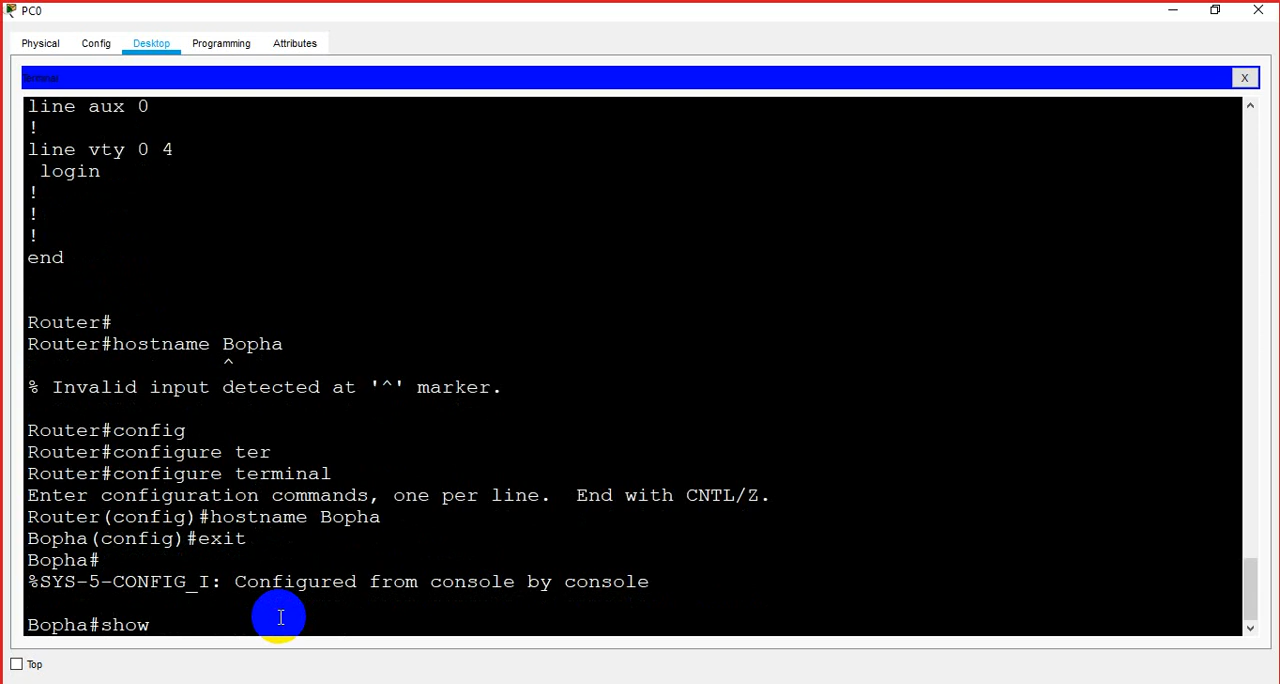 PC0
Physical Config Desktop Programming Attributes
Terminal
X
line aux 0
!
line vty 0 4
login
!
!
!
end
Router#
Router#hostname Bopha
^
% Invalid input detected at '^' marker.
Router#config
Router#configure ter
Router#configure terminal
Enter configuration commands, one per line.  End with CNTL/Z.
Router(config)#hostname Bopha
Bopha(config)#exit
Bopha#
%SYS-5-CONFIG_I: Configured from console by console
Bopha#show
Top